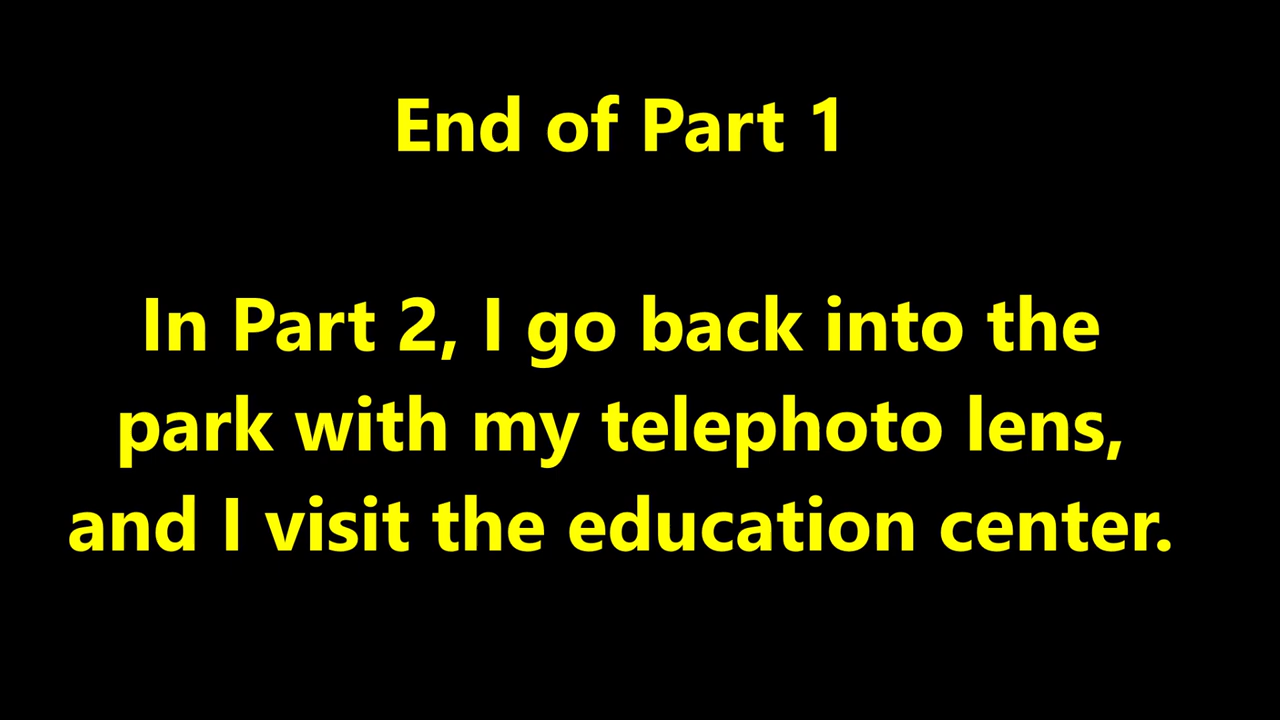 End of Part 1
In Part 2, I go back into the
park with my telephoto lens,
and I visit the education center.